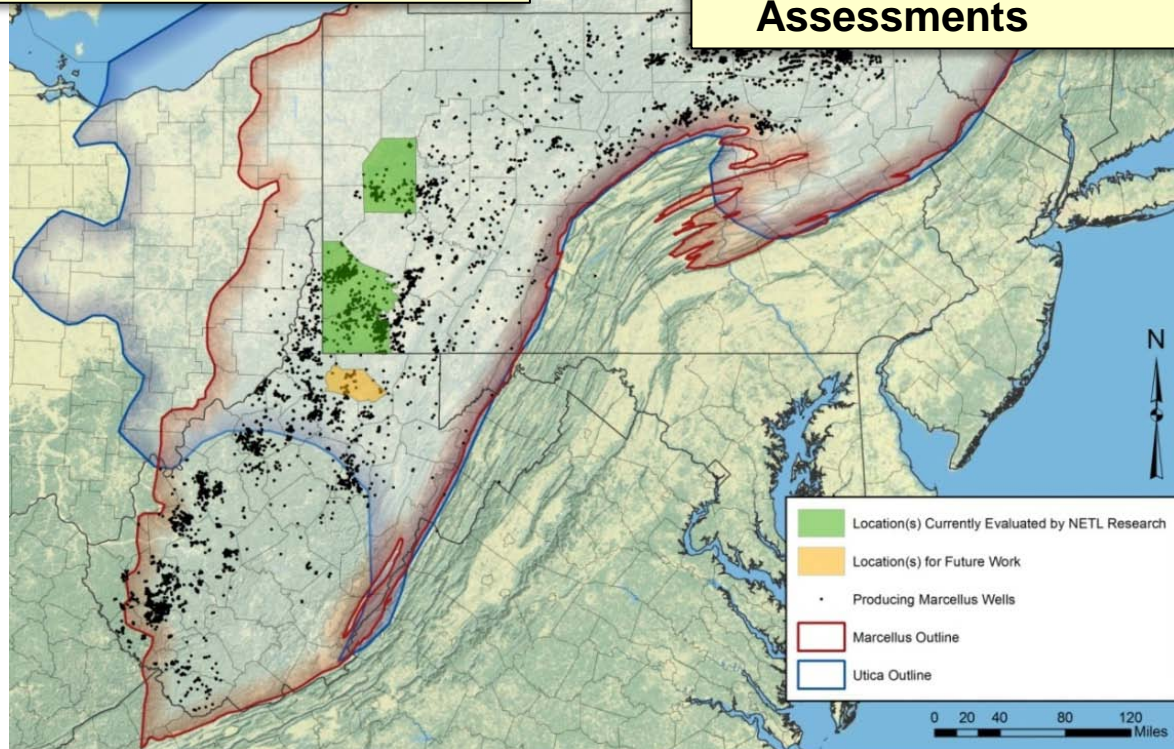 Assessments
N
Location(s) Currently Evaluated by NETL Research
Location(s) for Future Work
Producing Marcellus Wells
Marcellus Outline
Utica Outline
0 20 40 80 120
Miles